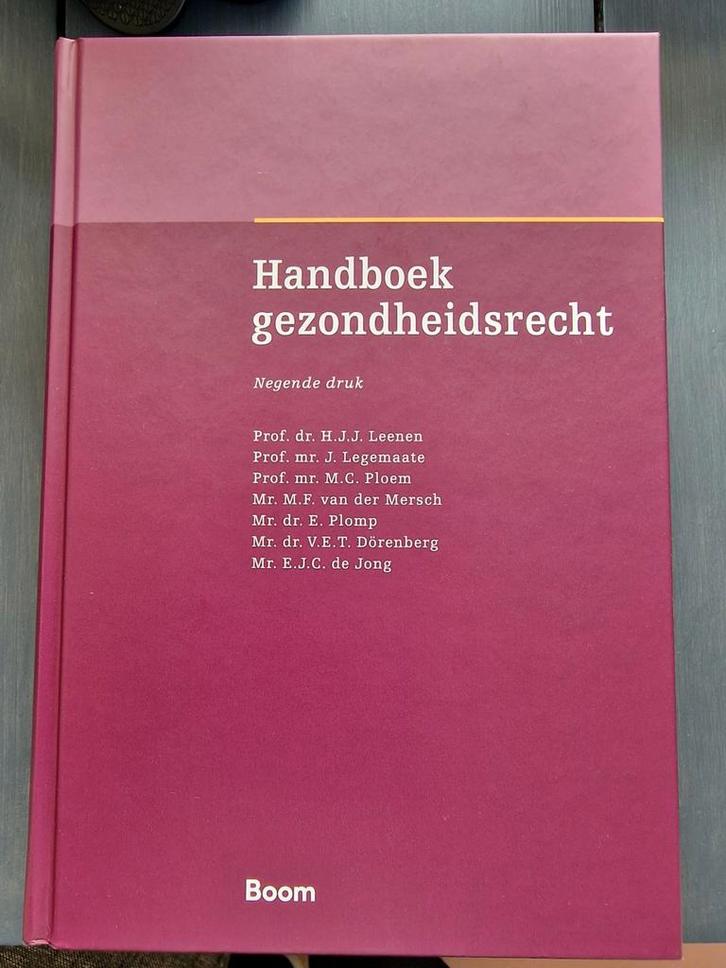 Handboek
gezondheidsrecht
Negende druk
Prof. dr. H.J.J. Leenen
Prof. mr. J. Legemaate
Prof. mr. M.C. Ploem
Mr. M.F. van der Mersch
Mr. dr. E. Plomp
Mr. dr. V.E.T. Dörenberg
Mr. E.J.C. de Jong
Boom